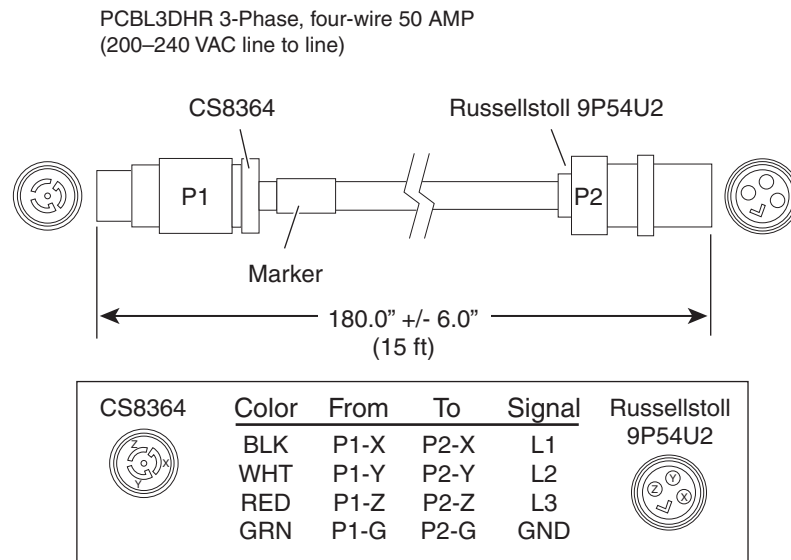 PCBL3DHR 3-Phase, four-wire 50 AMP
(200–240 VAC line to line)
CS8364
Russellstoll 9P54U2
P1
P2
Marker
180.0” +/- 6.0”
(15 ft)
CS8364
Z
X
Y
Color From To Signal
BLK P1-X P2-X L1
WHT P1-Y P2-Y L2
RED P1-Z P2-Z L3
GRN P1-G P2-G GND
Russellstoll
9P54U2
Y
Z
X